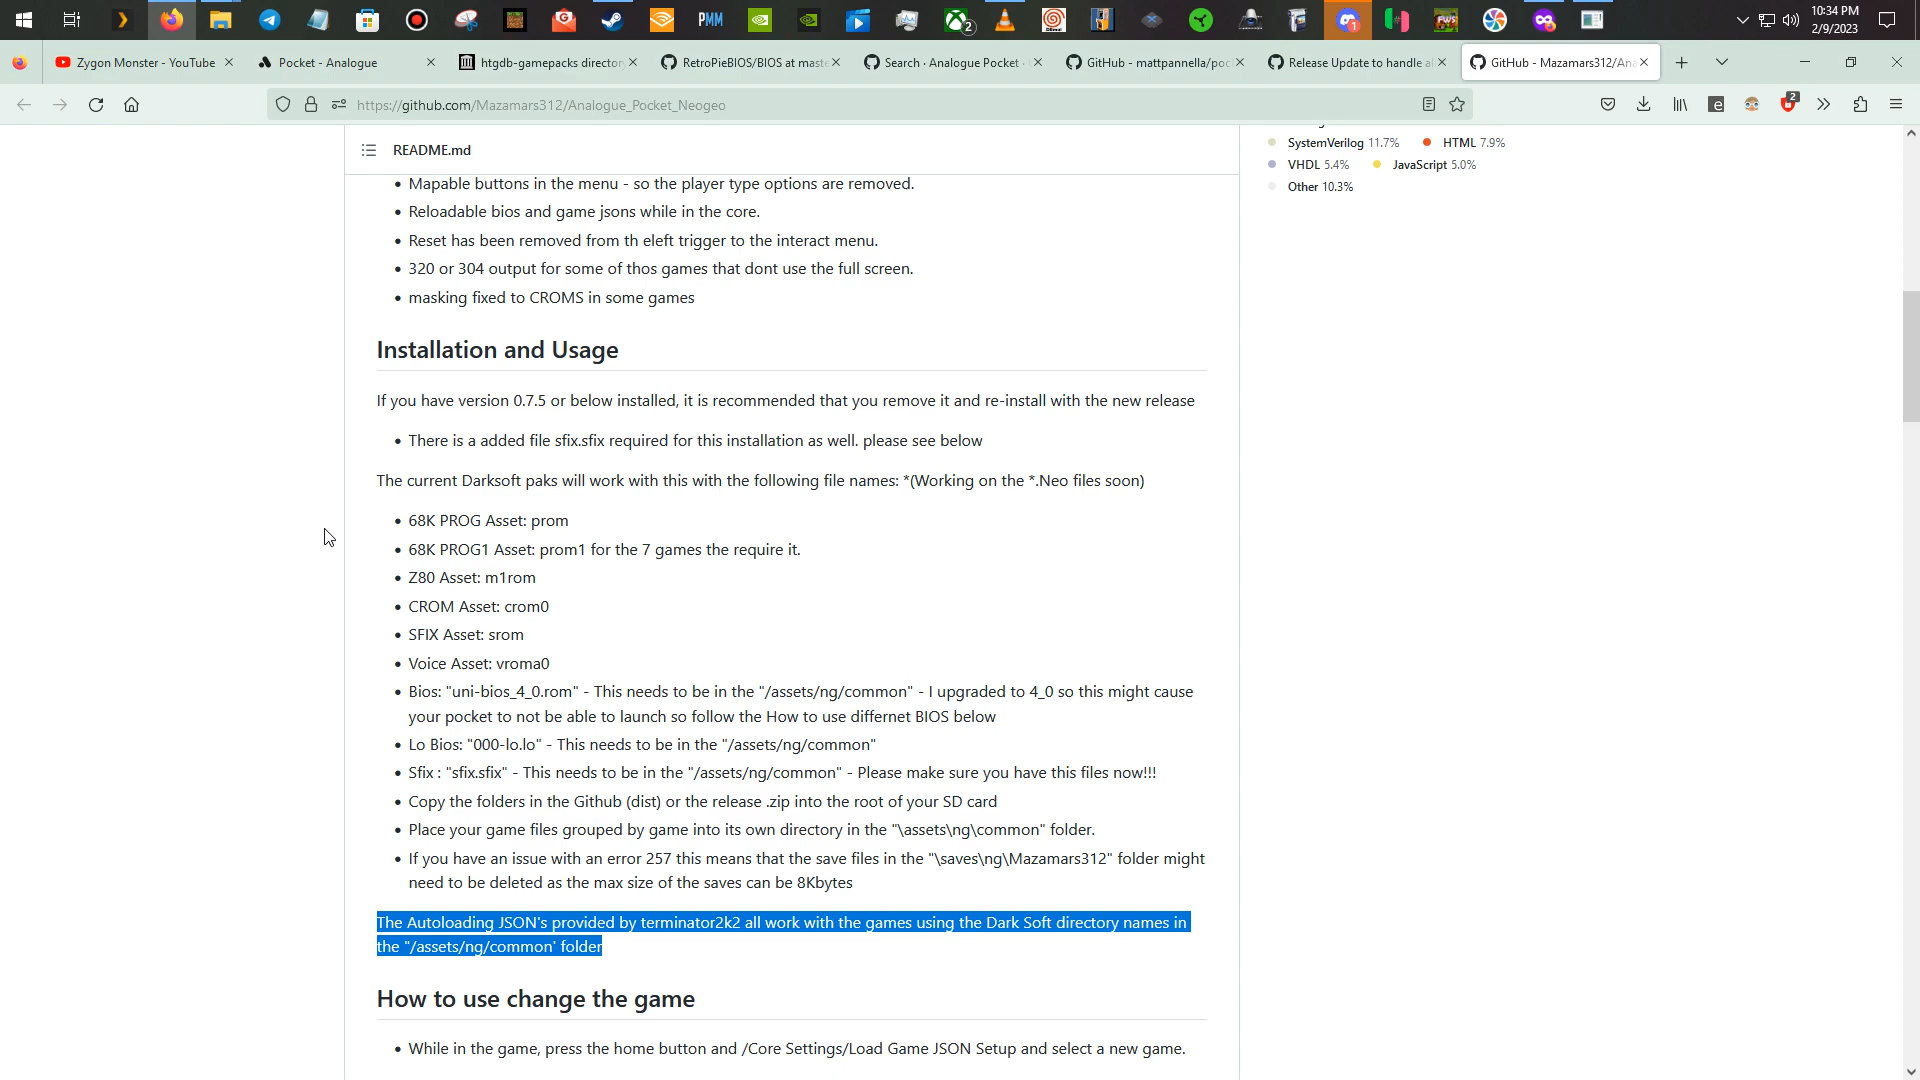 10:34 PM
2/9/2023
PMM
2
1
FWS
Zygon Monster - YouTube
Pocket - Analogue
htgdb-gamepacks directory
RetroPieBIOS/BIOS at maste
Search · Analogue Pocket ·
GitHub - mattpannella/poc
Release Update to handle al
GitHub - Mazamars312/Ana
https://github.com/Mazamars312/Analogue_Pocket_Neogeo
2
README.md
SystemVerilog 11.7%
HTML 7.9%
VHDL 5.4%
JavaScript 5.0%
Other 10.3%
• Mapable buttons in the menu - so the player type options are removed.
• Reloadable bios and game jsons while in the core.
• Reset has been removed from th eleft trigger to the interact menu.
• 320 or 304 output for some of thos games that dont use the full screen.
• masking fixed to CROMS in some games
Installation and Usage
If you have version 0.7.5 or below installed, it is recommended that you remove it and re-install with the new release
• There is a added file sfix.sfix required for this installation as well. please see below
The current Darksoft paks will work with this with the following file names: *(Working on the *.Neo files soon)
• 68K PROG Asset: prom
• 68K PROG1 Asset: prom1 for the 7 games the require it.
• Z80 Asset: m1rom
• CROM Asset: crom0
• SFIX Asset: srom
• Voice Asset: vroma0
• Bios: "uni-bios_4_0.rom" - This needs to be in the "/assets/ng/common" - I upgraded to 4_0 so this might cause
your pocket to not be able to launch so follow the How to use differnet BIOS below
• Lo Bios: "000-lo.lo" - This needs to be in the "/assets/ng/common"
• Sfix : "sfix.sfix" - This needs to be in the "/assets/ng/common" - Please make sure you have this files now!!!
• Copy the folders in the Github (dist) or the release .zip into the root of your SD card
• Place your game files grouped by game into its own directory in the "\assets\ng\common" folder.
• If you have an issue with an error 257 this means that the save files in the "\saves\ng\Mazamars312" folder might
need to be deleted as the max size of the saves can be 8Kbytes
The Autoloading JSON's provided by terminator2k2 all work with the games using the Dark Soft directory names in
the "/assets/ng/common' folder
How to use change the game
• While in the game, press the home button and /Core Settings/Load Game JSON Setup and select a new game.